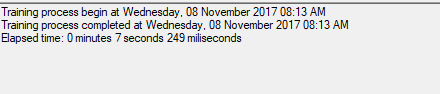 Training process begin at Wednesday, 08 November 2017 08:13 AM
Training process completed at Wednesday, 08 November 2017 08:13 AM
Elapsed time: 0 minutes 7 seconds 249 miliseconds